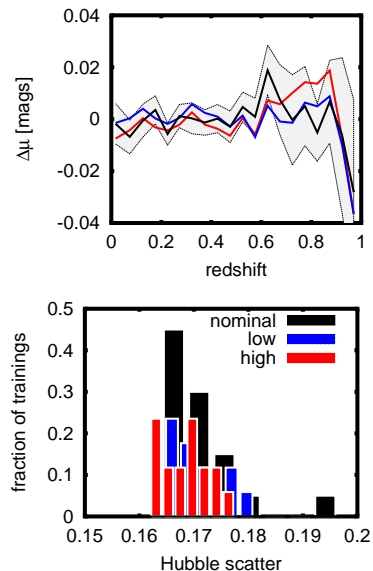 0.04
0.02
0
-0.02
-0.04
Δμ [mags]
0 0.2 0.4 0.6 0.8 1
redshift
0.5
0.4
0.3
0.2
0.1
0
fraction of trainings
nominal
low
high
0.15 0.16 0.17 0.18 0.19 0.2
Hubble scatter